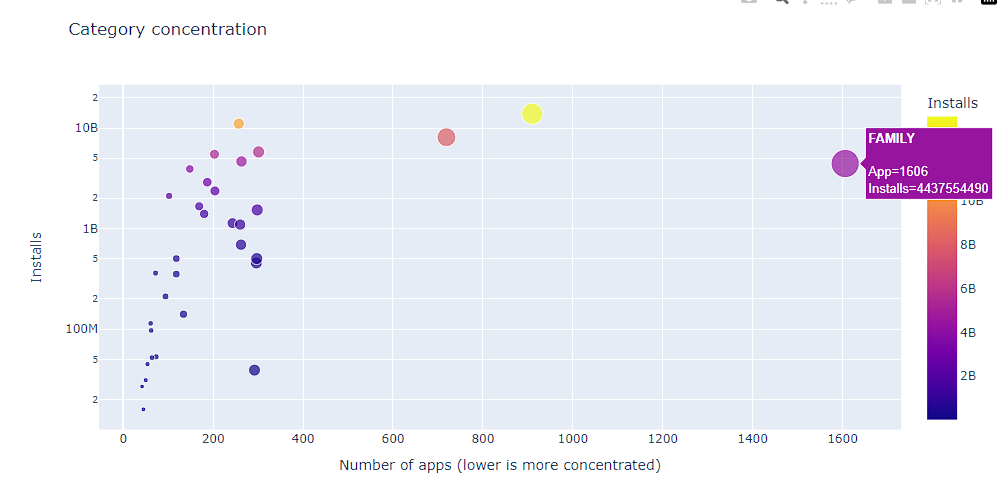 Category concentration
Installs
2
10B
5
2
1B
5
2
100M
5
2
Installs
FAMILY
App=1606
Installs=4437554490
10B
8B
6B
4B
2B
0
200
400
600
800
1000
1200
1400
1600
Number of apps (lower is more concentrated)